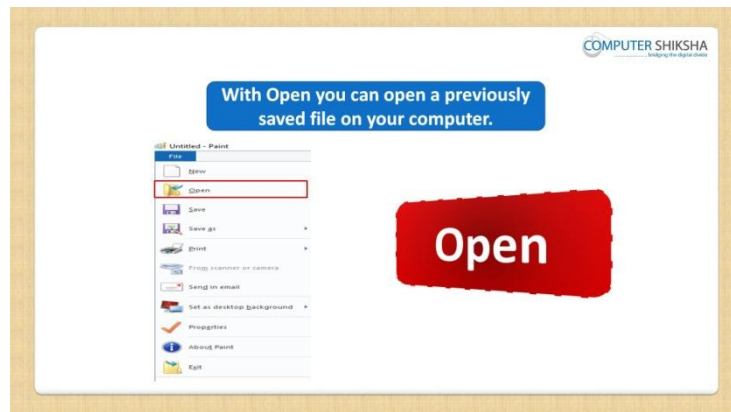 COMPUTER SHIKSHA
bridging the digital divide
With Open you can open a previously
saved file on your computer.
Untitled - Paint
File
New
Open
Save
Save as
Print
From scanner or camera
Send in email
Set as desktop background
Properties
About Paint
Exit
Open